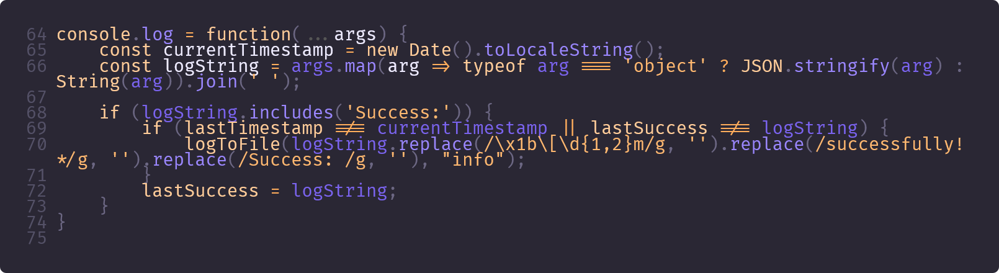 64 console.log = function(...args) {
65     const currentTimestamp = new Date().toLocaleString();
66     const logString = args.map(arg => typeof arg === 'object' ? JSON.stringify(arg) :
String(arg)).join(' ');
67
68     if (logString.includes('Success:')) {
69         if (lastTimestamp !== currentTimestamp || lastSuccess !== logString) {
70             logToFile(logString.replace(/\x1b\[\d{1,2}m/g, '').replace(/successfully!
*/g, '').replace(/Success: /g, ''), "info");
71         }
72         lastSuccess = logString;
73     }
74 }
75